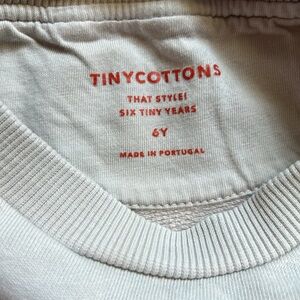 TINYCOTTONS
THAT STYLE!
SIX TINY YEARS
6Y
MADE IN PORTUGAL